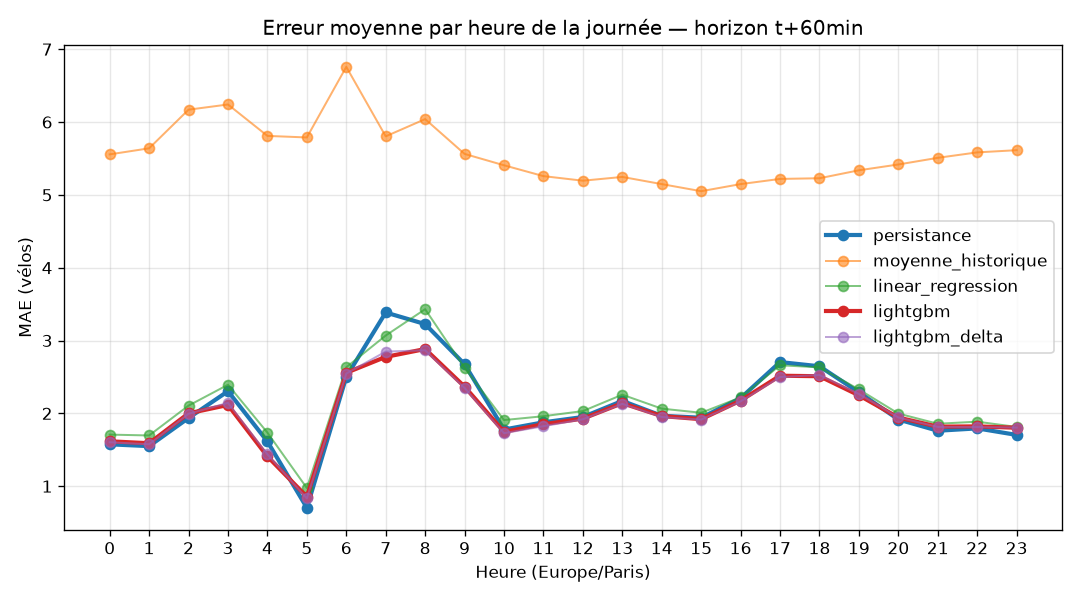 Erreur moyenne par heure de la journée — horizon t+60min
7
6
5
4
3
2
1
MAE (vélos)
persistance
moyenne_historique
linear_regression
lightgbm
lightgbm_delta
0 1 2 3 4 5 6 7 8 9 10 11 12 13 14 15 16 17 18 19 20 21 22 23
Heure (Europe/Paris)